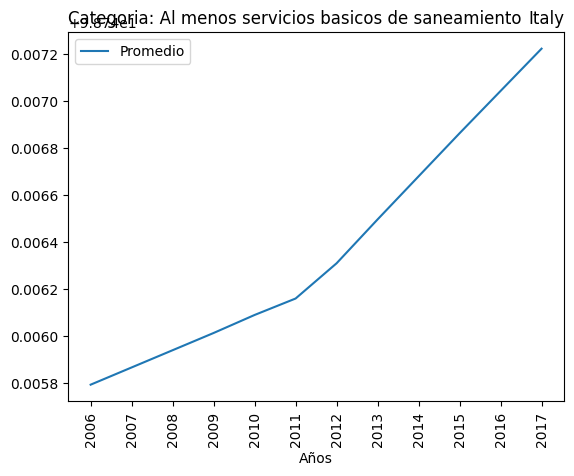 Categoria: Al menos servicios basicos de saneamiento Italy
+9.874e1
Promedio
0.0072
0.0070
0.0068
0.0066
0.0064
0.0062
0.0060
0.0058
2006 2007 2008 2009 2010 2011 2012 2013 2014 2015 2016 2017
Años